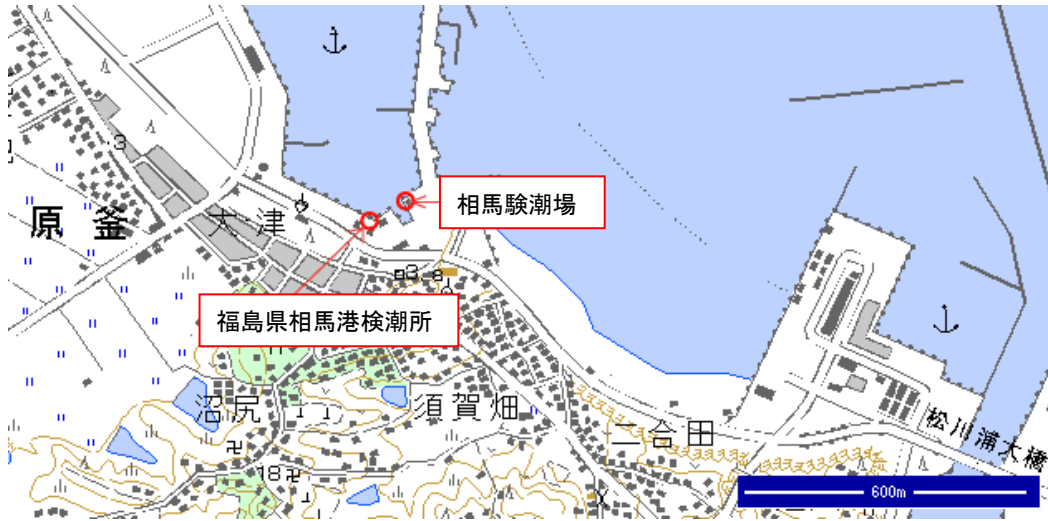 ・3
相馬験潮場
原釜
大津
3
福島県相馬港検潮所
沼尻
須賀畑
二合田
松川浦大橋
18
600m